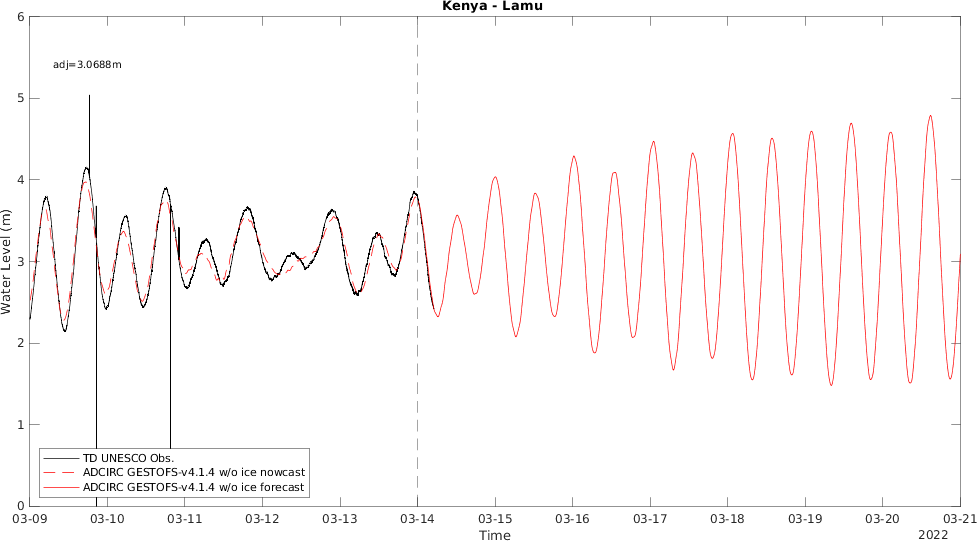 Kenya - Lamu
6
adj=3.0688m
5
4
3
2
1
0
Water Level (m)
TD UNESCO Obs.
ADCIRC GESTOFS-v4.1.4 w/o ice nowcast
ADCIRC GESTOFS-v4.1.4 w/o ice forecast
03-09 03-10 03-11 03-12 03-13 03-14 03-15 03-16 03-17 03-18 03-19 03-20 03-21
Time
2022